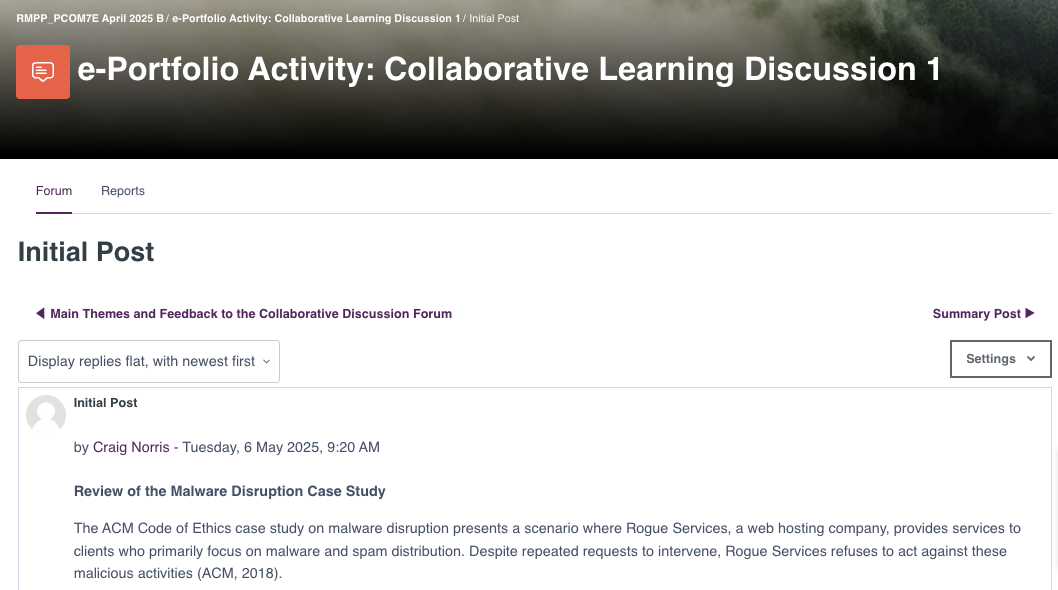 RMPP_PCOM7E April 2025 B / e-Portfolio Activity: Collaborative Learning Discussion 1 / Initial Post
e-Portfolio Activity: Collaborative Learning Discussion 1
Forum Reports
Initial Post
Main Themes and Feedback to the Collaborative Discussion Forum Summary Post
Display replies flat, with newest first Settings
Initial Post
by Craig Norris - Tuesday, 6 May 2025, 9:20 AM
Review of the Malware Disruption Case Study
The ACM Code of Ethics case study on malware disruption presents a scenario where Rogue Services, a web hosting company, provides services to
clients who primarily focus on malware and spam distribution. Despite repeated requests to intervene, Rogue Services refuses to act against these
malicious activities (ACM, 2018).